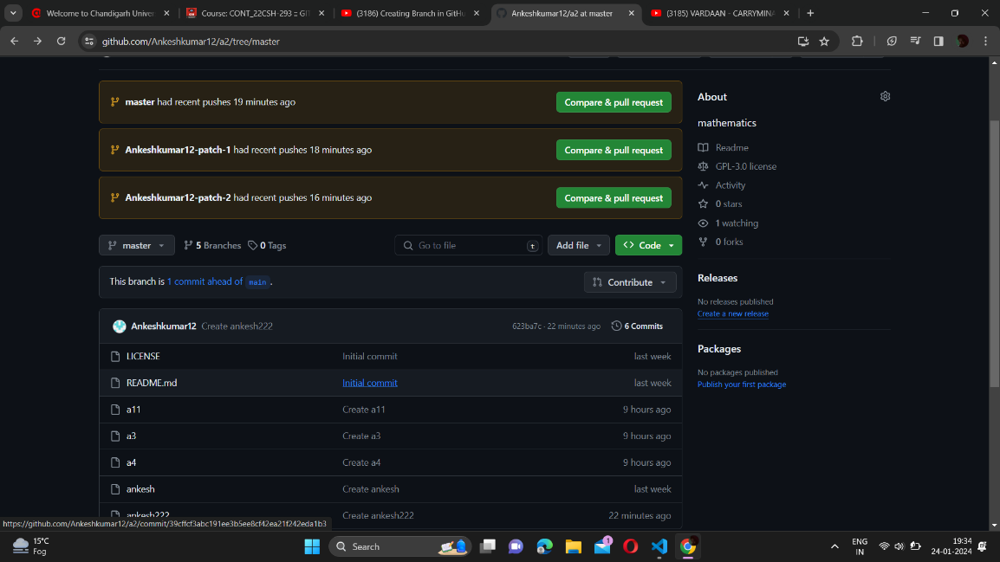 Welcome to Chandigarh Univer
Course: CONT_22CSH-293 :: GIT
(3186) Creating Branch in GitHu
Ankeshkumar12/a2 at master
(3185) VARDAAN - CARRYMINA
github.com/Ankeshkumar12/a2/tree/master
master had recent pushes 19 minutes ago
Compare & pull request
Ankeshkumar12-patch-1 had recent pushes 18 minutes ago
Compare & pull request
Ankeshkumar12-patch-2 had recent pushes 16 minutes ago
Compare & pull request
master
5 Branches
0 Tags
Go to file
t
Add file
Code
This branch is 1 commit ahead of main .
Contribute
Ankeshkumar12 Create ankesh222
623ba7c · 22 minutes ago
6 Commits
LICENSE Initial commit last week
README.md Initial commit last week
a11 Create a11 9 hours ago
a3 Create a3 9 hours ago
a4 Create a4 9 hours ago
ankesh Create ankesh last week
ankesh222 Create ankesh222 22 minutes ago
About
mathematics
Readme
GPL-3.0 license
Activity
0 stars
1 watching
0 forks
Releases
No releases published
Create a new release
Packages
No packages published
Publish your first package
https://github.com/Ankeshkumar12/a2/commit/39cffcf3abc191ee3b5ee8cf42ea21f242eda1b3
15°C
Fog
Search
1
ENG
IN
19:34
24-01-2024